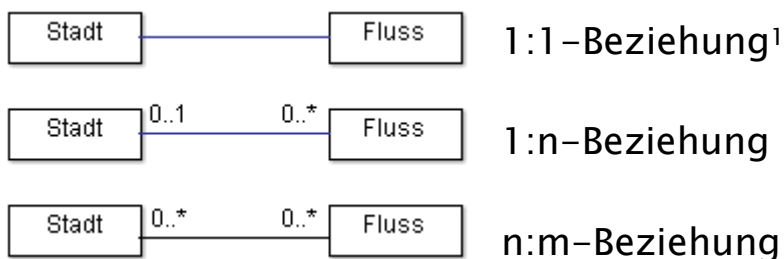 Stadt Fluss 1:1-Beziehung¹
Stadt 0..1 0..* Fluss 1:n-Beziehung
Stadt 0..* 0..* Fluss n:m-Beziehung